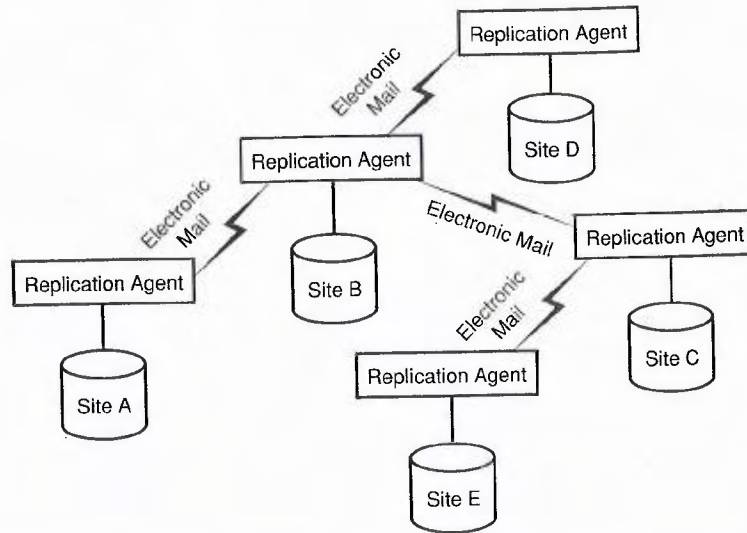 Replication Agent
Electronic
Mail
Site D
Replication Agent
Electronic Mail
Replication Agent
Electronic
Mail
Site B
Replication Agent
Electronic
Mail
Site C
Site A
Replication Agent
Site E